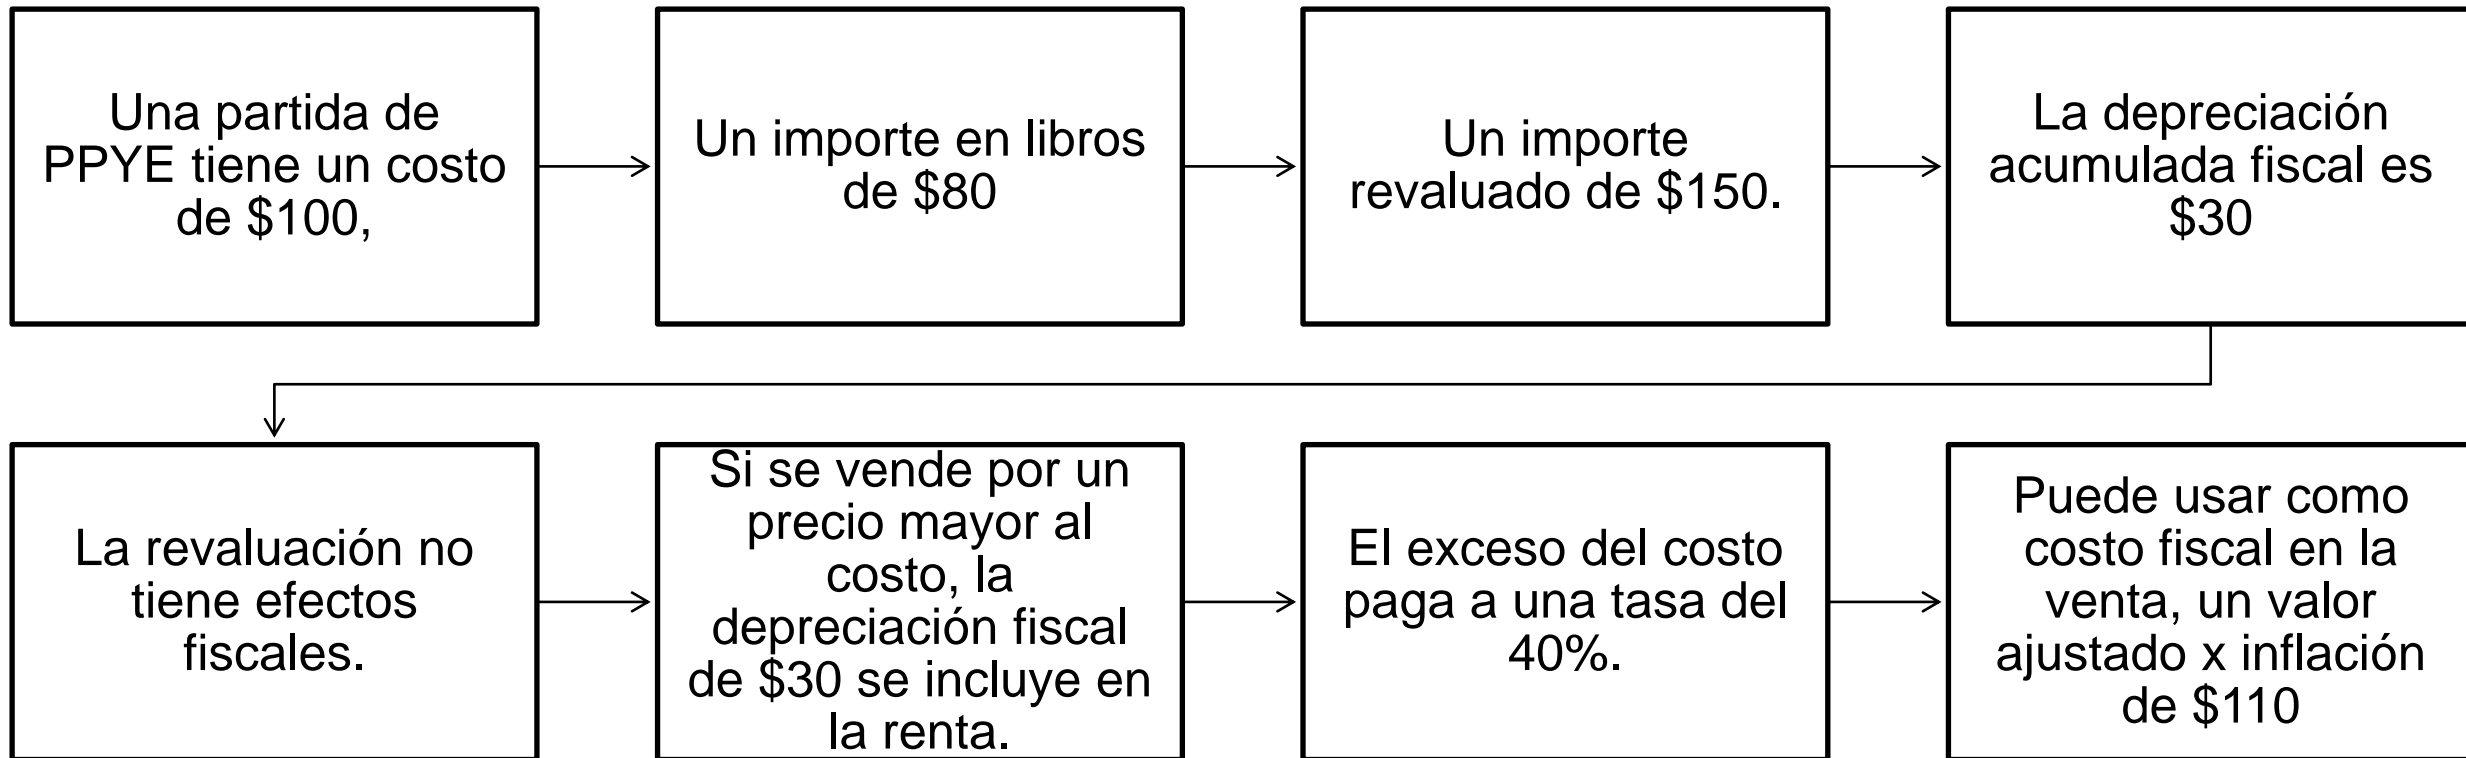 Una partida de
PPYE tiene un costo
de $100,
Un importe en libros
de $80
Un importe
revaluado de $150.
La depreciación
acumulada fiscal es
$30
La revaluación no
tiene efectos
fiscales.
Si se vende por un
precio mayor al
costo, la
depreciación fiscal
de $30 se incluye en
la renta.
El exceso del costo
paga a una tasa del
40%.
Puede usar como
costo fiscal en la
venta, un valor
ajustado x inflación
de $110